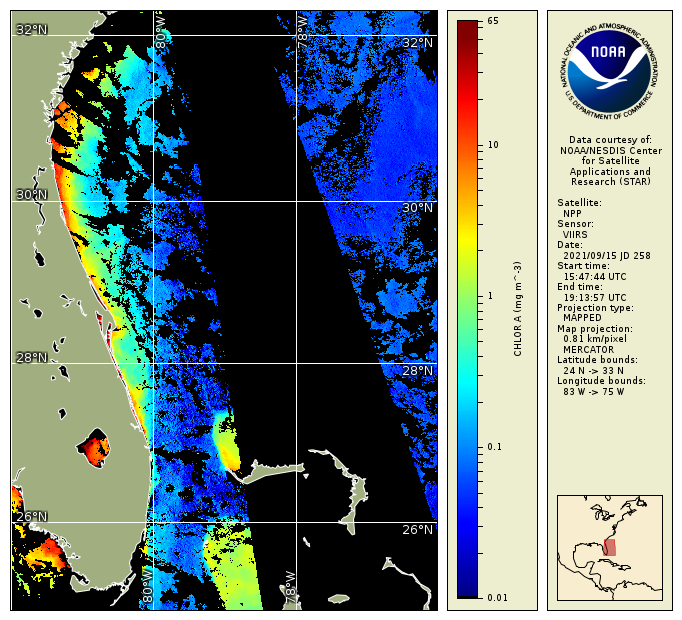 32°N
80°W
78°W
32°N
30°N
30°N
28°N
28°N
26°N
26°N
80°W
78°W
65
10
1
0.1
0.01
CHLOR A (mg m^-3)
NATIONAL OCEANIC AND ATMOSPHERIC ADMINISTRATION
NOAA
U.S. DEPARTMENT OF COMMERCE
Data courtesy of:
NOAA/NESDIS Center
for Satellite
Applications and
Research (STAR)
Satellite:
NPP
Sensor:
VIIRS
Date:
2021/09/15 JD 258
Start time:
15:47:44 UTC
End time:
19:13:57 UTC
Projection type:
MAPPED
Map projection:
0.81 km/pixel
MERCATOR
Latitude bounds:
24 N -> 33 N
Longitude bounds:
83 W -> 75 W